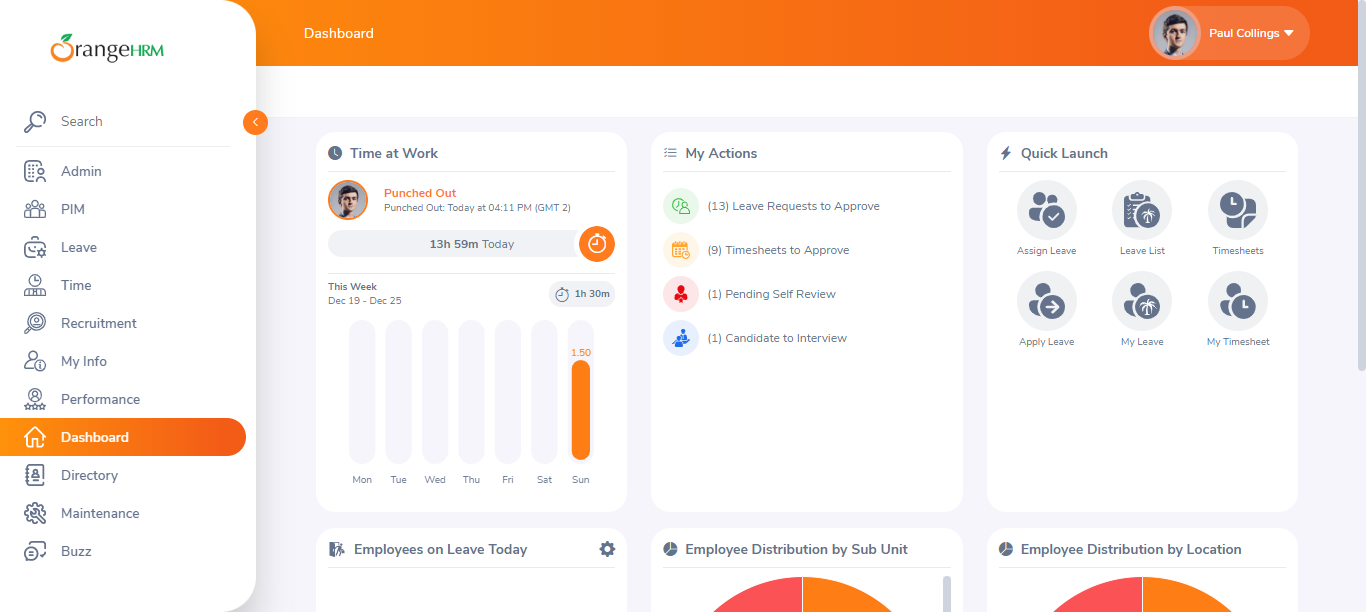 OrangeHRM
Dashboard
Paul Collings
Search
Admin
PIM
Leave
Time
Recruitment
My Info
Performance
Dashboard
Directory
Maintenance
Buzz
Time at Work
Punched Out
Punched Out: Today at 04:11 PM (GMT 2)
13h 59m Today
This Week
Dec 19 - Dec 25
1h 30m
1.50
Mon Tue Wed Thu Fri Sat Sun
My Actions
(13) Leave Requests to Approve
(9) Timesheets to Approve
(1) Pending Self Review
(1) Candidate to Interview
Quick Launch
Assign Leave Leave List Timesheets
Apply Leave My Leave My Timesheet
Employees on Leave Today
Employee Distribution by Sub Unit
Employee Distribution by Location